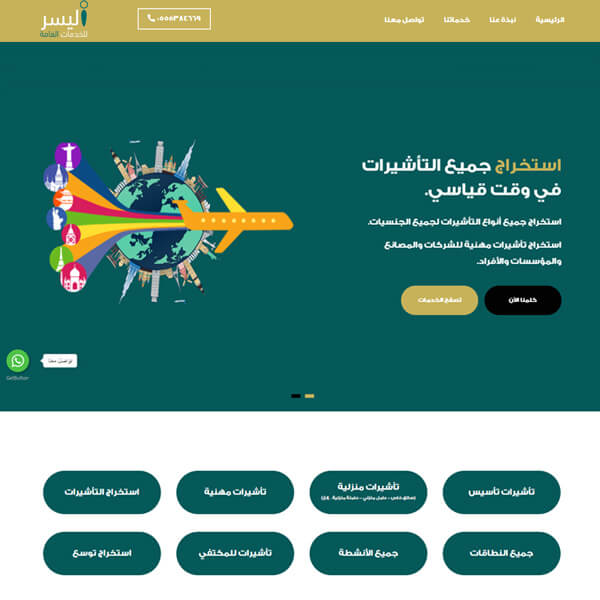 الرئيسية نبذة عنا خدماتنا تواصل معنا
٠٥٥٥٣٨٤٦٦٩
أليسر
للخدمات العامة
استخراج جميع التأشيرات
في وقت قياسي.
استخراج جميع أنواع التأشيرات لجميع الجنسيات.
استخراج تأشيرات مهنية للشركات والمصانع
والمؤسسات والأفراد.
كلمنا الآن تصفح الخدمات
تواصل معنا
GetButton
تأشيرات تأسيس تأشيرات منزلية تأشيرات مهنية استخراج التأشيرات
(سائق خاص - عامل منزلي - عاملة منزلية .. إلخ)
جميع النطاقات جميع الأنشطة تأشيرات للمكتفي استخراج توسع